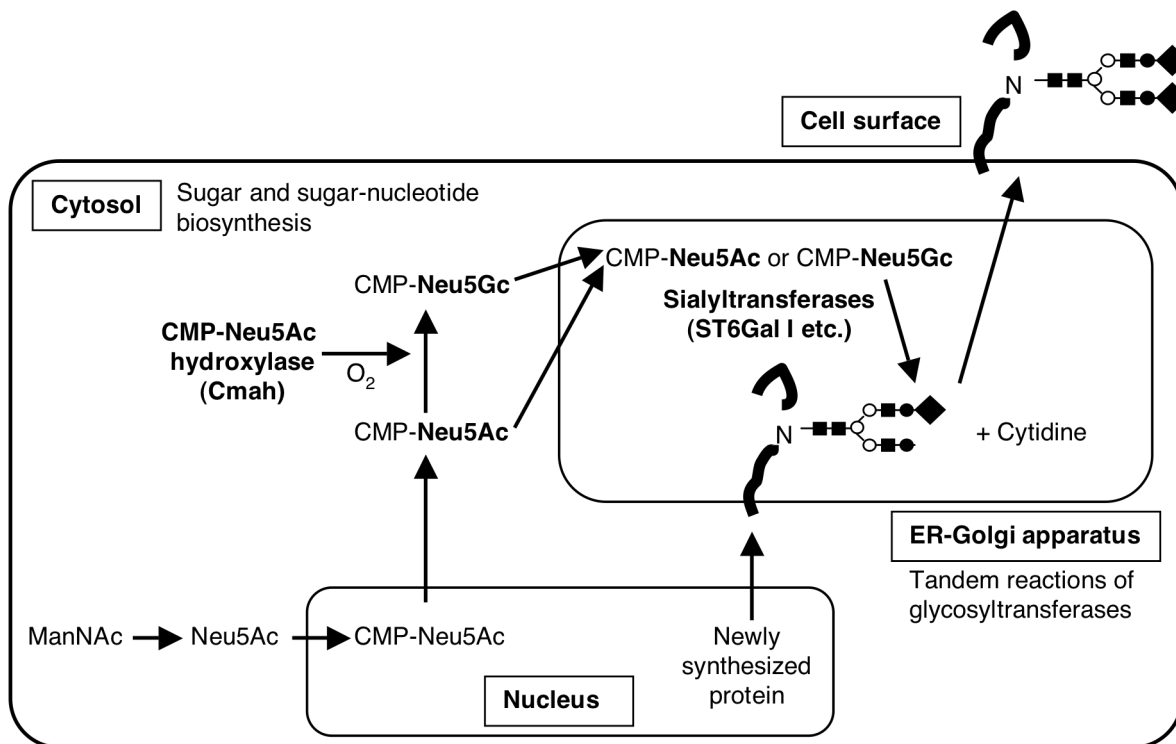 Cell surface
N
Cytosol
Sugar and sugar-nucleotide
biosynthesis
CMP-Neu5Gc
CMP-Neu5Ac or CMP-Neu5Gc
Sialyltransferases
(ST6Gal I etc.)
CMP-Neu5Ac
hydroxylase
(Cmah)
O2
CMP-Neu5Ac
N
+ Cytidine
ER-Golgi apparatus
Tandem reactions of
glycosyltransferases
ManNAc
Neu5Ac
CMP-Neu5Ac
Newly
synthesized
protein
Nucleus